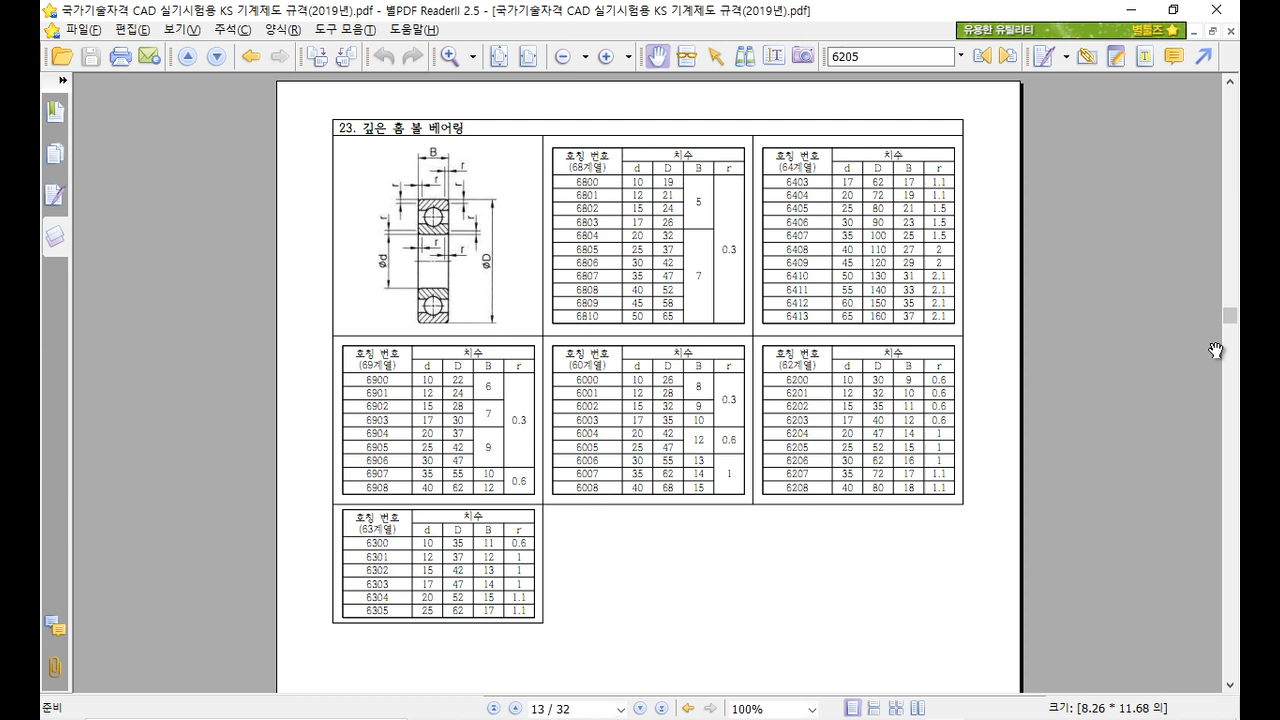 국가기술자격 CAD 실기시험용 KS 기계제도 규격(2019년).pdf - 별PDF ReaderII 2.5 - [국가기술자격 CAD 실기시험용 KS 기계제도 규격(2019년).pdf]
파일(F) 편집(E) 보기(V) 주석(C) 양식(R) 도구 모음(T) 도움말(H) 유용한 유틸리티 별툴즈
6205
23. 깊은 홈 볼 베어링
B
r
r
r
r
r
r
r
r
ød
øD
호칭 번호 (68계열) 치수
d D B r
6800 10 19 5 0.3
6801 12 21
6802 15 24
6803 17 26
6804 20 32 7
6805 25 37
6806 30 42
6807 35 47
6808 40 52
6809 45 58
6810 50 65
호칭 번호 (64계열) 치수
d D B r
6403 17 62 17 1.1
6404 20 72 19 1.1
6405 25 80 21 1.5
6406 30 90 23 1.5
6407 35 100 25 1.5
6408 40 110 27 2
6409 45 120 29 2
6410 50 130 31 2.1
6411 55 140 33 2.1
6412 60 150 35 2.1
6413 65 160 37 2.1
호칭 번호 (69계열) 치수
d D B r
6900 10 22 6 0.3
6901 12 24
6902 15 28 7
6903 17 30
6904 20 37 9
6905 25 42
6906 30 47
6907 35 55 10 0.6
6908 40 62 12
호칭 번호 (60계열) 치수
d D B r
6000 10 26 8 0.3
6001 12 28
6002 15 32 9
6003 17 35 10
6004 20 42 12 0.6
6005 25 47
6006 30 55 13 1
6007 35 62 14
6008 40 68 15
호칭 번호 (62계열) 치수
d D B r
6200 10 30 9 0.6
6201 12 32 10 0.6
6202 15 35 11 0.6
6203 17 40 12 0.6
6204 20 47 14 1
6205 25 52 15 1
6206 30 62 16 1
6207 35 72 17 1.1
6208 40 80 18 1.1
호칭 번호 (63계열) 치수
d D B r
6300 10 35 11 0.6
6301 12 37 12 1
6302 15 42 13 1
6303 17 47 14 1
6304 20 52 15 1.1
6305 25 62 17 1.1
준비 13 / 32 100% 크기: [8.26 * 11.68 의]